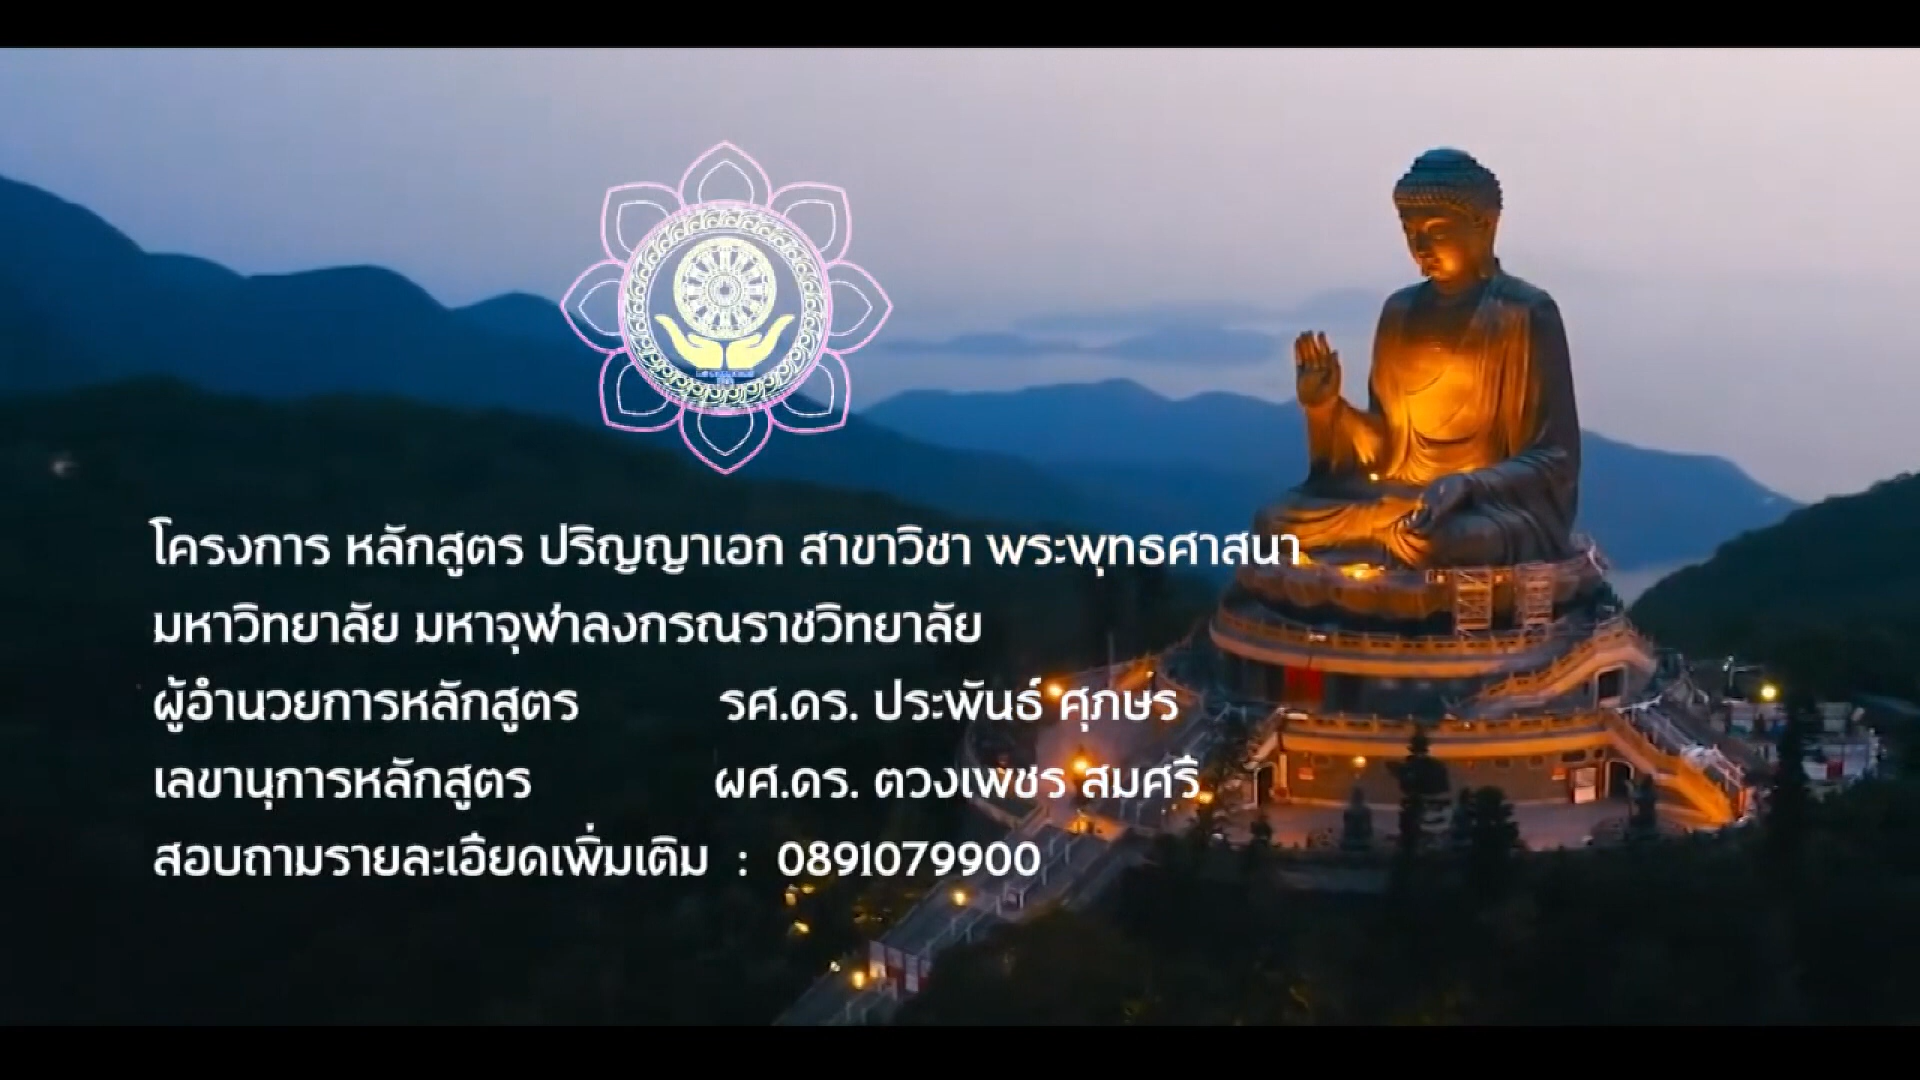 โครงการ หลักสูตร ปริญญาเอก สาขาวิชา พระพุทธศาสนา
มหาวิทยาลัย มหาจุฬาลงกรณราชวิทยาลัย
ผู้อำนวยการหลักสูตร รศ.ดร. ประพันธ์ ศุภษร
เลขานุการหลักสูตร ผศ.ดร. ตวงเพชร สมศรี
สอบถามรายละเอียดเพิ่มเติม : 0891079900